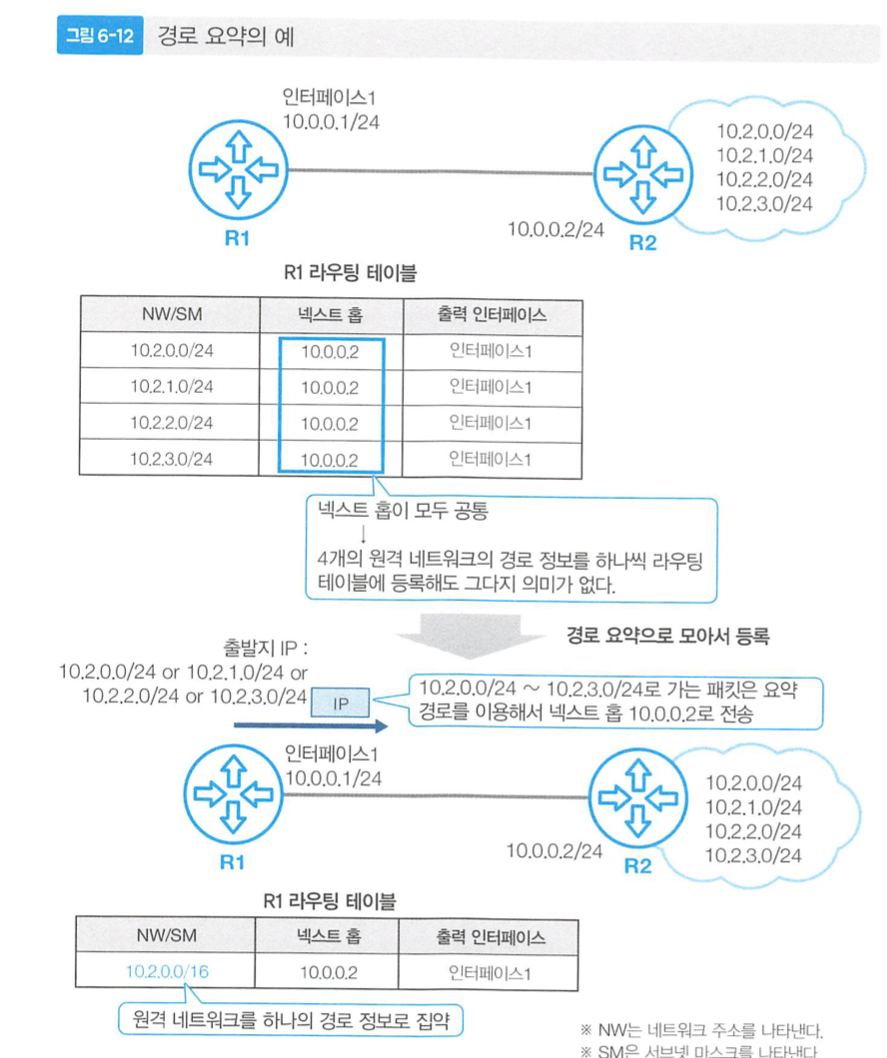 그림 6-12 경로 요약의 예
인터페이스1
10.0.0.1/24
10.2.0.0/24
10.2.1.0/24
10.2.2.0/24
10.2.3.0/24
R1
10.0.0.2/24
R2
R1 라우팅 테이블
NW/SM 넥스트 홉 출력 인터페이스
10.2.0.0/24 10.0.0.2 인터페이스1
10.2.1.0/24 10.0.0.2 인터페이스1
10.2.2.0/24 10.0.0.2 인터페이스1
10.2.3.0/24 10.0.0.2 인터페이스1
넥스트 홉이 모두 공통
↓
4개의 원격 네트워크의 경로 정보를 하나씩 라우팅
테이블에 등록해도 그다지 의미가 없다.
경로 요약으로 모아서 등록
출발지 IP :
10.2.0.0/24 or 10.2.1.0/24 or
10.2.2.0/24 or 10.2.3.0/24
IP
10.2.0.0/24 ~ 10.2.3.0/24로 가는 패킷은 요약
경로를 이용해서 넥스트 홉 10.0.0.2로 전송
인터페이스1
10.0.0.1/24
10.2.0.0/24
10.2.1.0/24
10.2.2.0/24
10.2.3.0/24
R1
10.0.0.2/24
R2
R1 라우팅 테이블
NW/SM 넥스트 홉 출력 인터페이스
10.2.0.0/16 10.0.0.2 인터페이스1
원격 네트워크를 하나의 경로 정보로 집약
※ NW는 네트워크 주소를 나타낸다.
※ SM은 서브넷 마스크를 나타낸다.